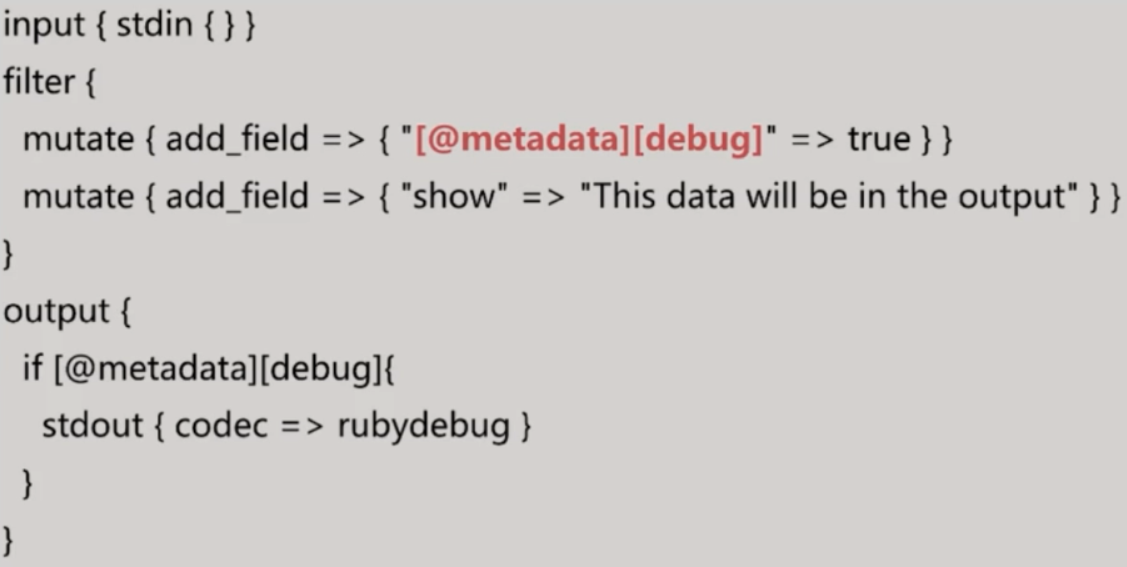 input { stdin { } }
filter {
  mutate { add_field => { "[@metadata][debug]" => true } }
  mutate { add_field => { "show" => "This data will be in the output" } }
}
output {
  if [@metadata][debug]{
    stdout { codec => rubydebug }
  }
}